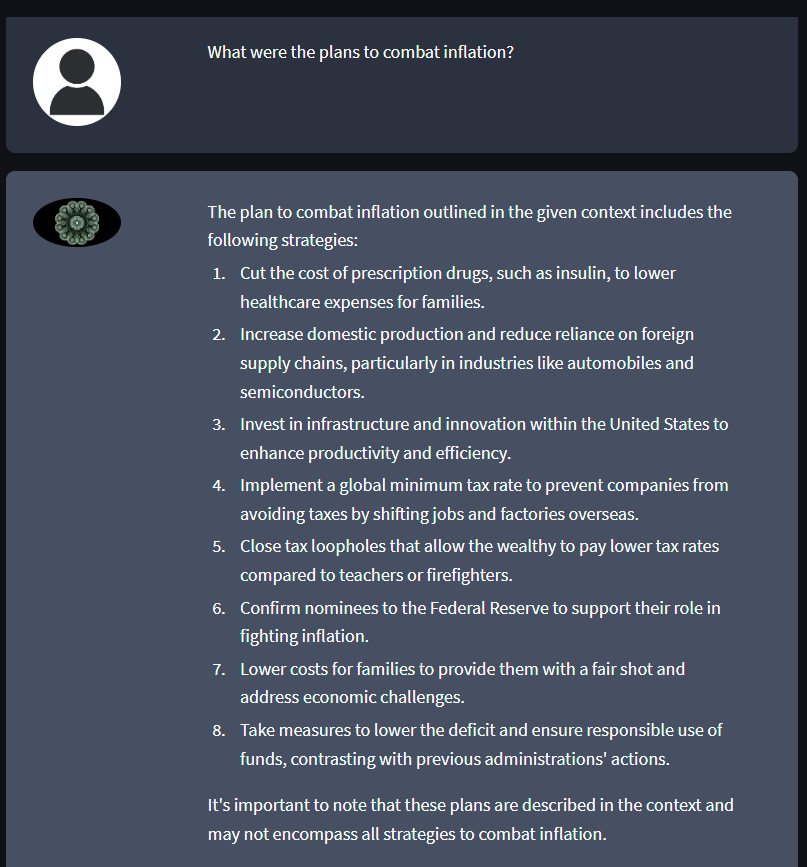 What were the plans to combat inflation?
The plan to combat inflation outlined in the given context includes the
following strategies:
1. Cut the cost of prescription drugs, such as insulin, to lower
healthcare expenses for families.
2. Increase domestic production and reduce reliance on foreign
supply chains, particularly in industries like automobiles and
semiconductors.
3. Invest in infrastructure and innovation within the United States to
enhance productivity and efficiency.
4. Implement a global minimum tax rate to prevent companies from
avoiding taxes by shifting jobs and factories overseas.
5. Close tax loopholes that allow the wealthy to pay lower tax rates
compared to teachers or firefighters.
6. Confirm nominees to the Federal Reserve to support their role in
fighting inflation.
7. Lower costs for families to provide them with a fair shot and
address economic challenges.
8. Take measures to lower the deficit and ensure responsible use of
funds, contrasting with previous administrations' actions.
It's important to note that these plans are described in the context and
may not encompass all strategies to combat inflation.